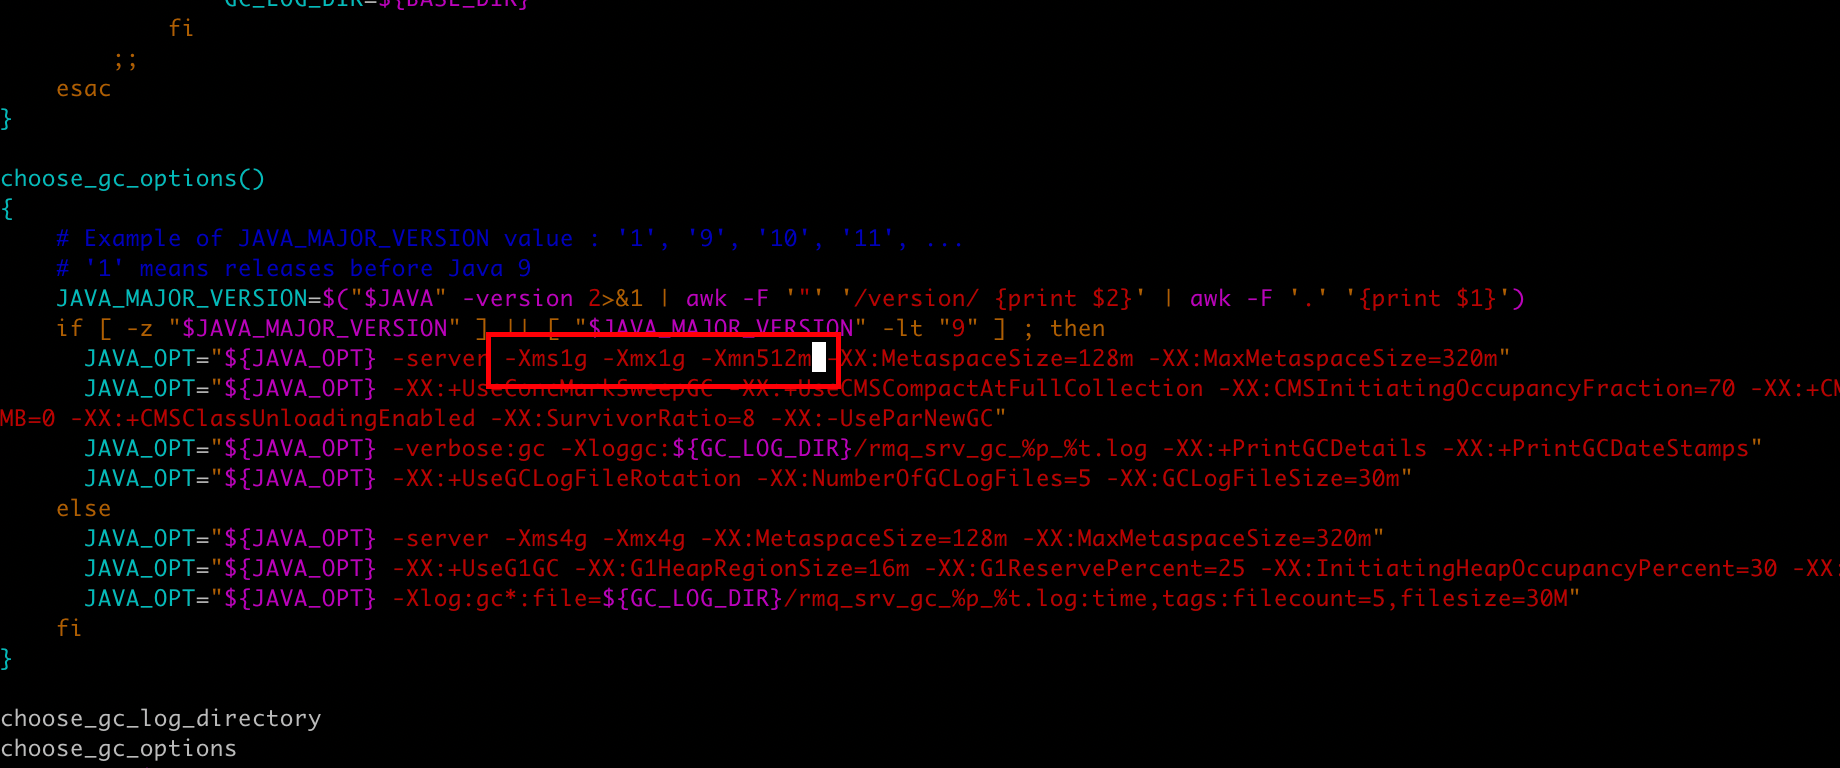 GC_LOG_DIR=${BASE_DIR}
fi
;;
esac
}
choose_gc_options()
{
# Example of JAVA_MAJOR_VERSION value : '1', '9', '10', '11', ...
# '1' means releases before Java 9
JAVA_MAJOR_VERSION=$("$JAVA" -version 2>&1 | awk -F '"' '/version/ {print $2}' | awk -F '.' '{print $1}')
if [ -z "$JAVA_MAJOR_VERSION" ] || [ "$JAVA_MAJOR_VERSION" -lt "9" ] ; then
JAVA_OPT="${JAVA_OPT} -server -Xms1g -Xmx1g -Xmn512m -XX:MetaspaceSize=128m -XX:MaxMetaspaceSize=320m"
JAVA_OPT="${JAVA_OPT} -XX:+UseConcMarkSweepGC -XX:+UseCMSCompactAtFullCollection -XX:CMSInitiatingOccupancyFraction=70 -XX:+CM
MB=0 -XX:+CMSClassUnloadingEnabled -XX:SurvivorRatio=8 -XX:-UseParNewGC"
JAVA_OPT="${JAVA_OPT} -verbose:gc -Xloggc:${GC_LOG_DIR}/rmq_srv_gc_%p_%t.log -XX:+PrintGCDetails -XX:+PrintGCDateStamps"
JAVA_OPT="${JAVA_OPT} -XX:+UseGCLogFileRotation -XX:NumberOfGCLogFiles=5 -XX:GCLogFileSize=30m"
else
JAVA_OPT="${JAVA_OPT} -server -Xms4g -Xmx4g -XX:MetaspaceSize=128m -XX:MaxMetaspaceSize=320m"
JAVA_OPT="${JAVA_OPT} -XX:+UseG1GC -XX:G1HeapRegionSize=16m -XX:G1ReservePercent=25 -XX:InitiatingHeapOccupancyPercent=30 -XX:
JAVA_OPT="${JAVA_OPT} -Xlog:gc*:file=${GC_LOG_DIR}/rmq_srv_gc_%p_%t.log:time,tags:filecount=5,filesize=30M"
fi
}
choose_gc_log_directory
choose_gc_options